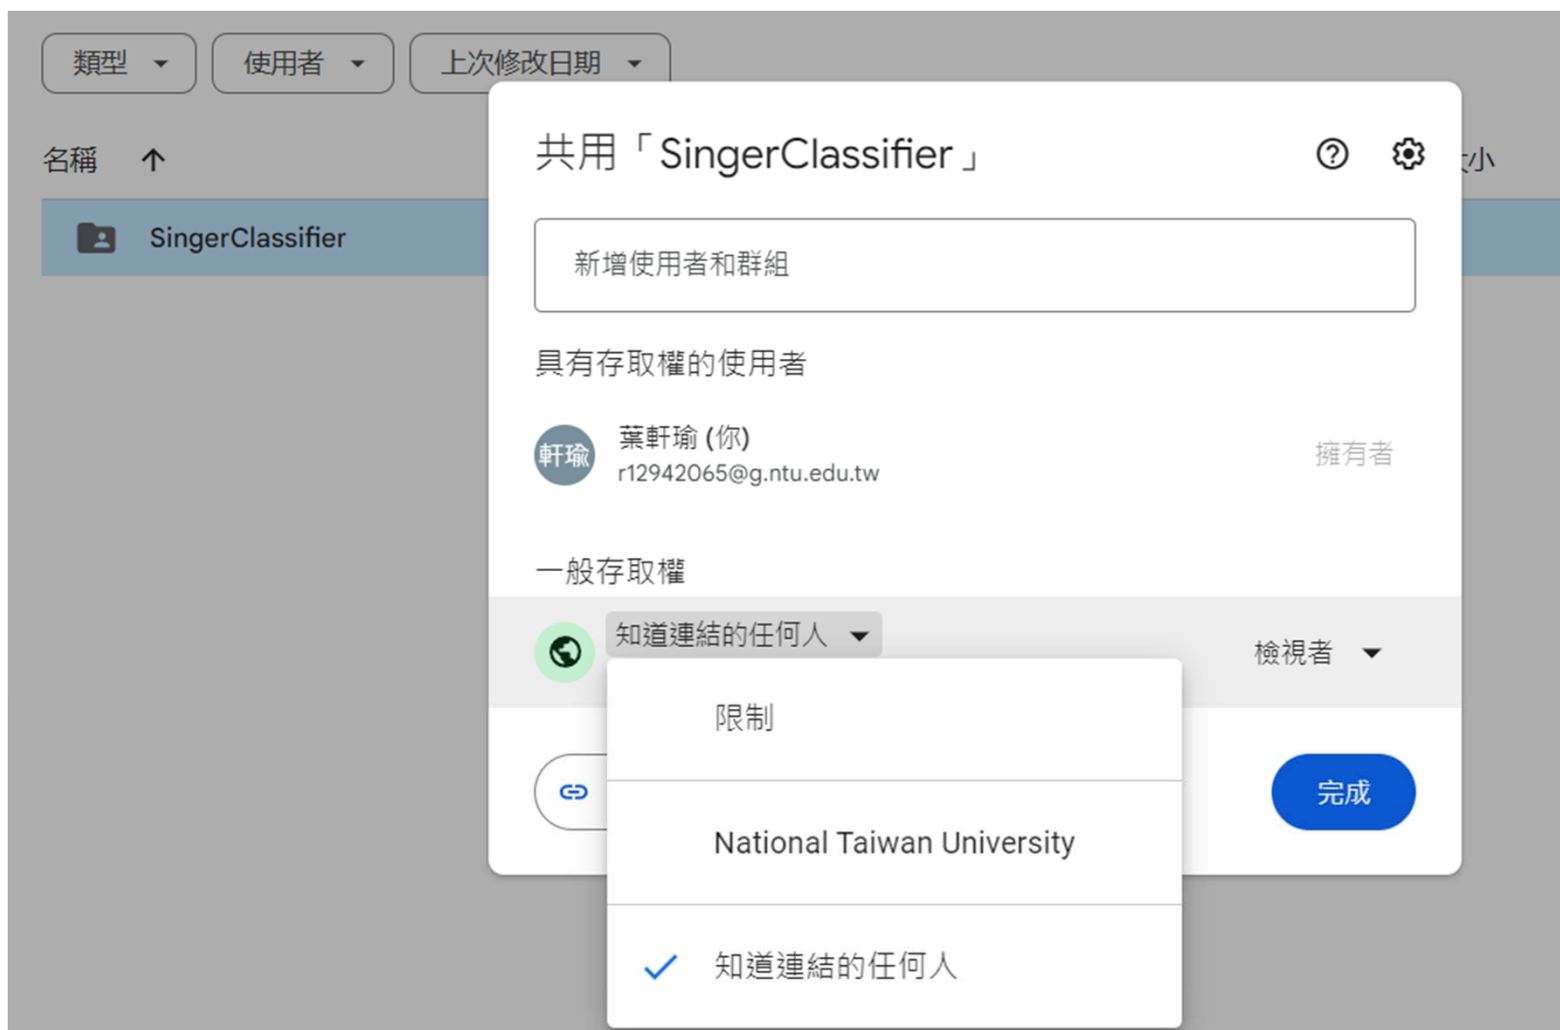 類型
使用者
上次修改日期
名稱
小
SingerClassifier
共用「SingerClassifier」
新增使用者和群組
具有存取權的使用者
軒瑜
葉軒瑜 (你)
r12942065@g.ntu.edu.tw
擁有者
一般存取權
知道連結的任何人
檢視者
限制
National Taiwan University
知道連結的任何人
完成